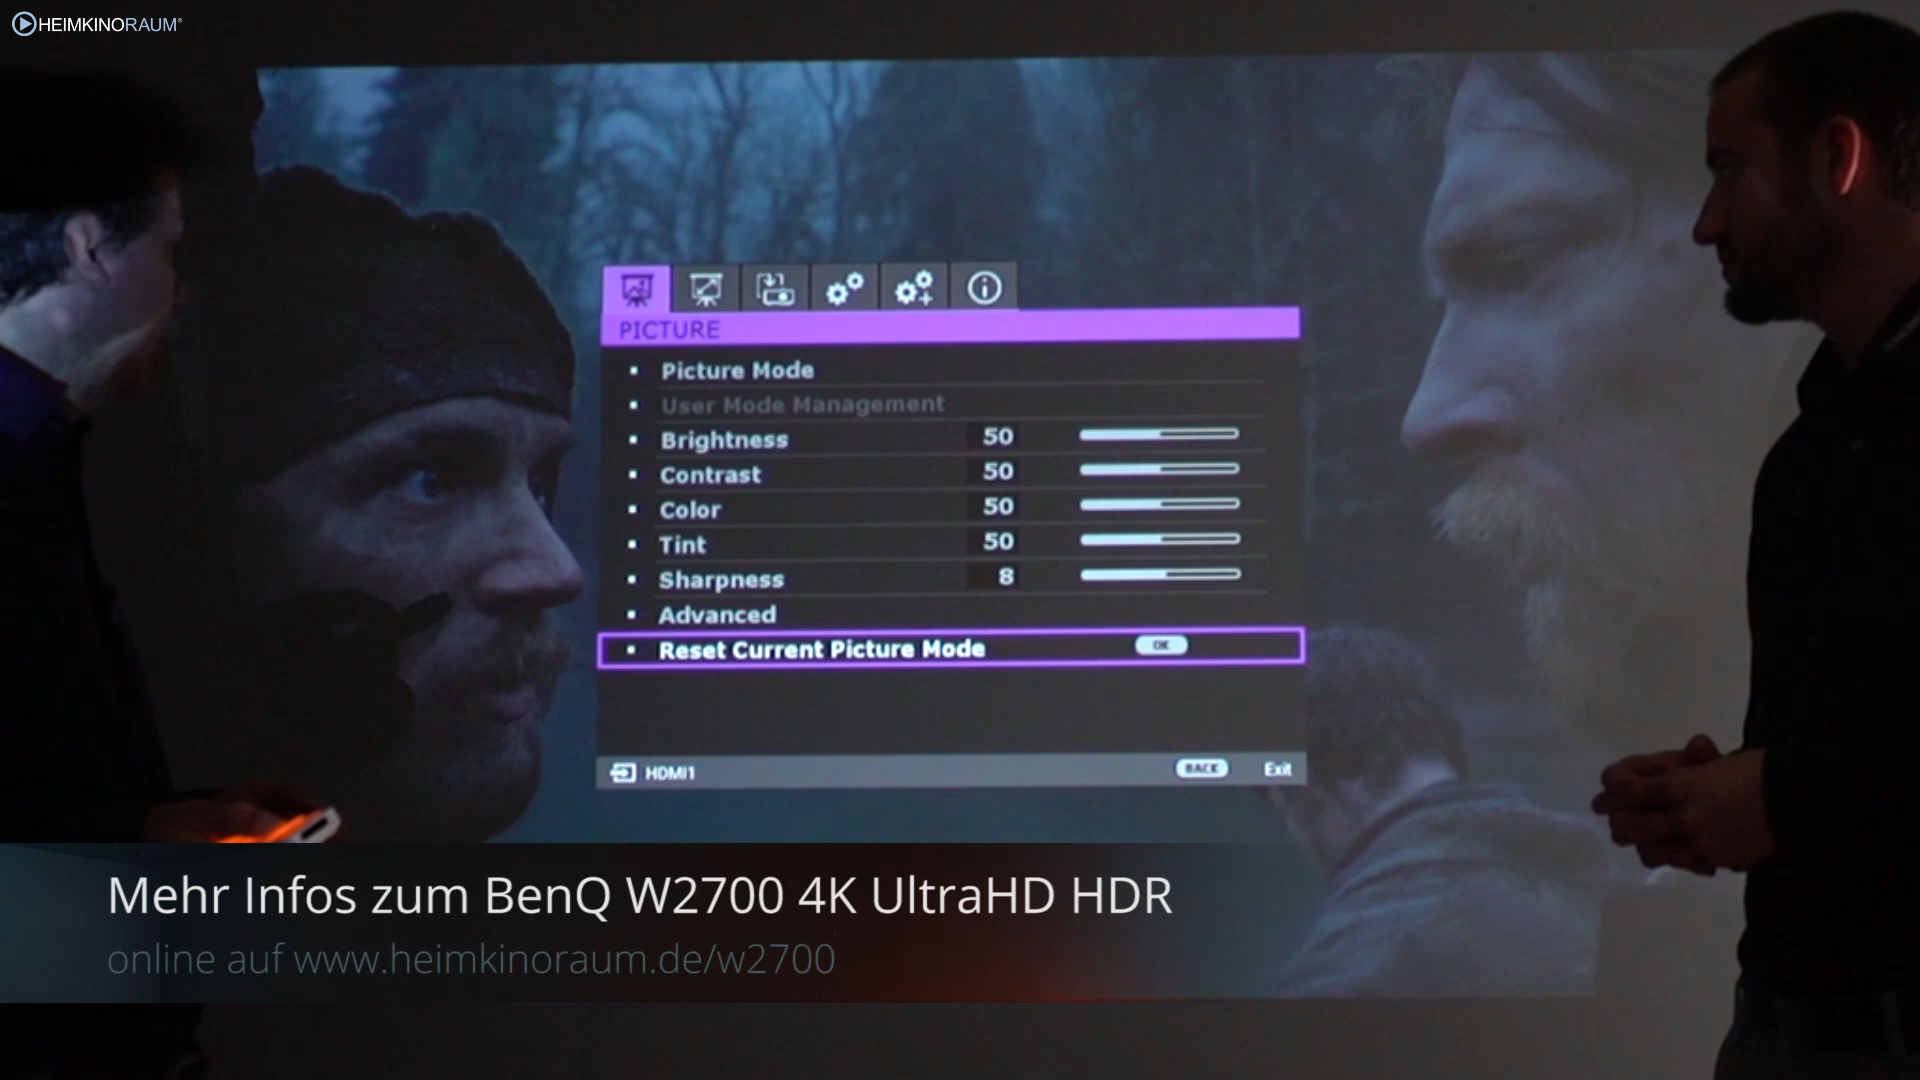 HEIMKINORAUM®
PICTURE
Picture Mode
User Mode Management
Brightness 50
Contrast 50
Color 50
Tint 50
Sharpness 8
Advanced
Reset Current Picture Mode OK
HDMI1 BACK Exit
Mehr Infos zum BenQ W2700 4K UltraHD HDR
online auf www.heimkinoraum.de/w2700